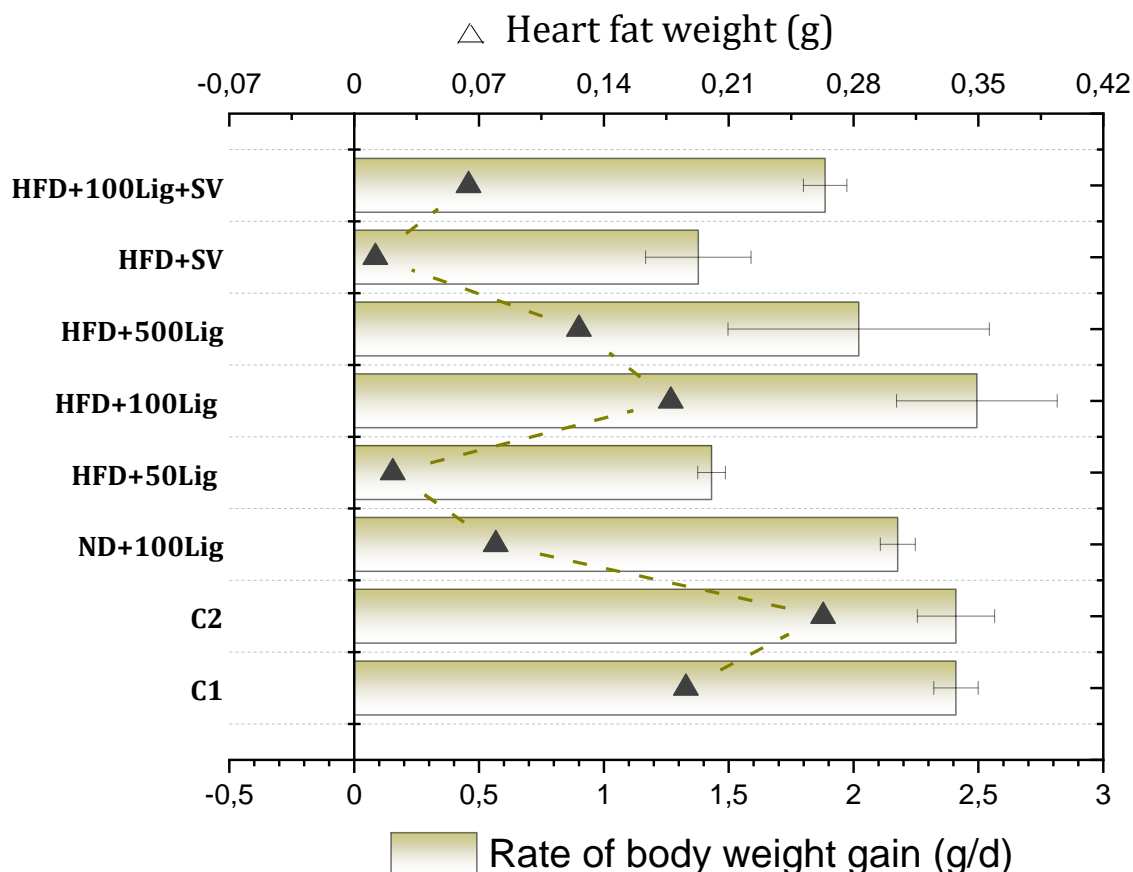 △ Heart fat weight (g)
-0,07 0 0,07 0,14 0,21 0,28 0,35 0,42
HFD+100Lig+SV
HFD+SV
HFD+500Lig
HFD+100Lig
HFD+50Lig
ND+100Lig
C2
C1
-0,5 0 0,5 1 1,5 2 2,5 3
Rate of body weight gain (g/d)